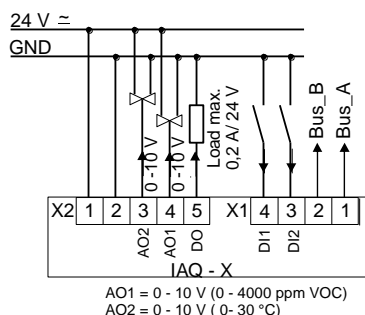 24 V ≂
GND
0 -10 V
0 -10 V
Load max.
0,2 A/ 24 V
Bus_B
Bus_A
X2 1 2 3 4 5 X1 4 3 2 1
AO2
AO1
DO
DI1
DI2
IAQ - X
AO1 = 0 - 10 V (0 - 4000 ppm VOC)
AO2 = 0 - 10 V ( 0- 30 °C)